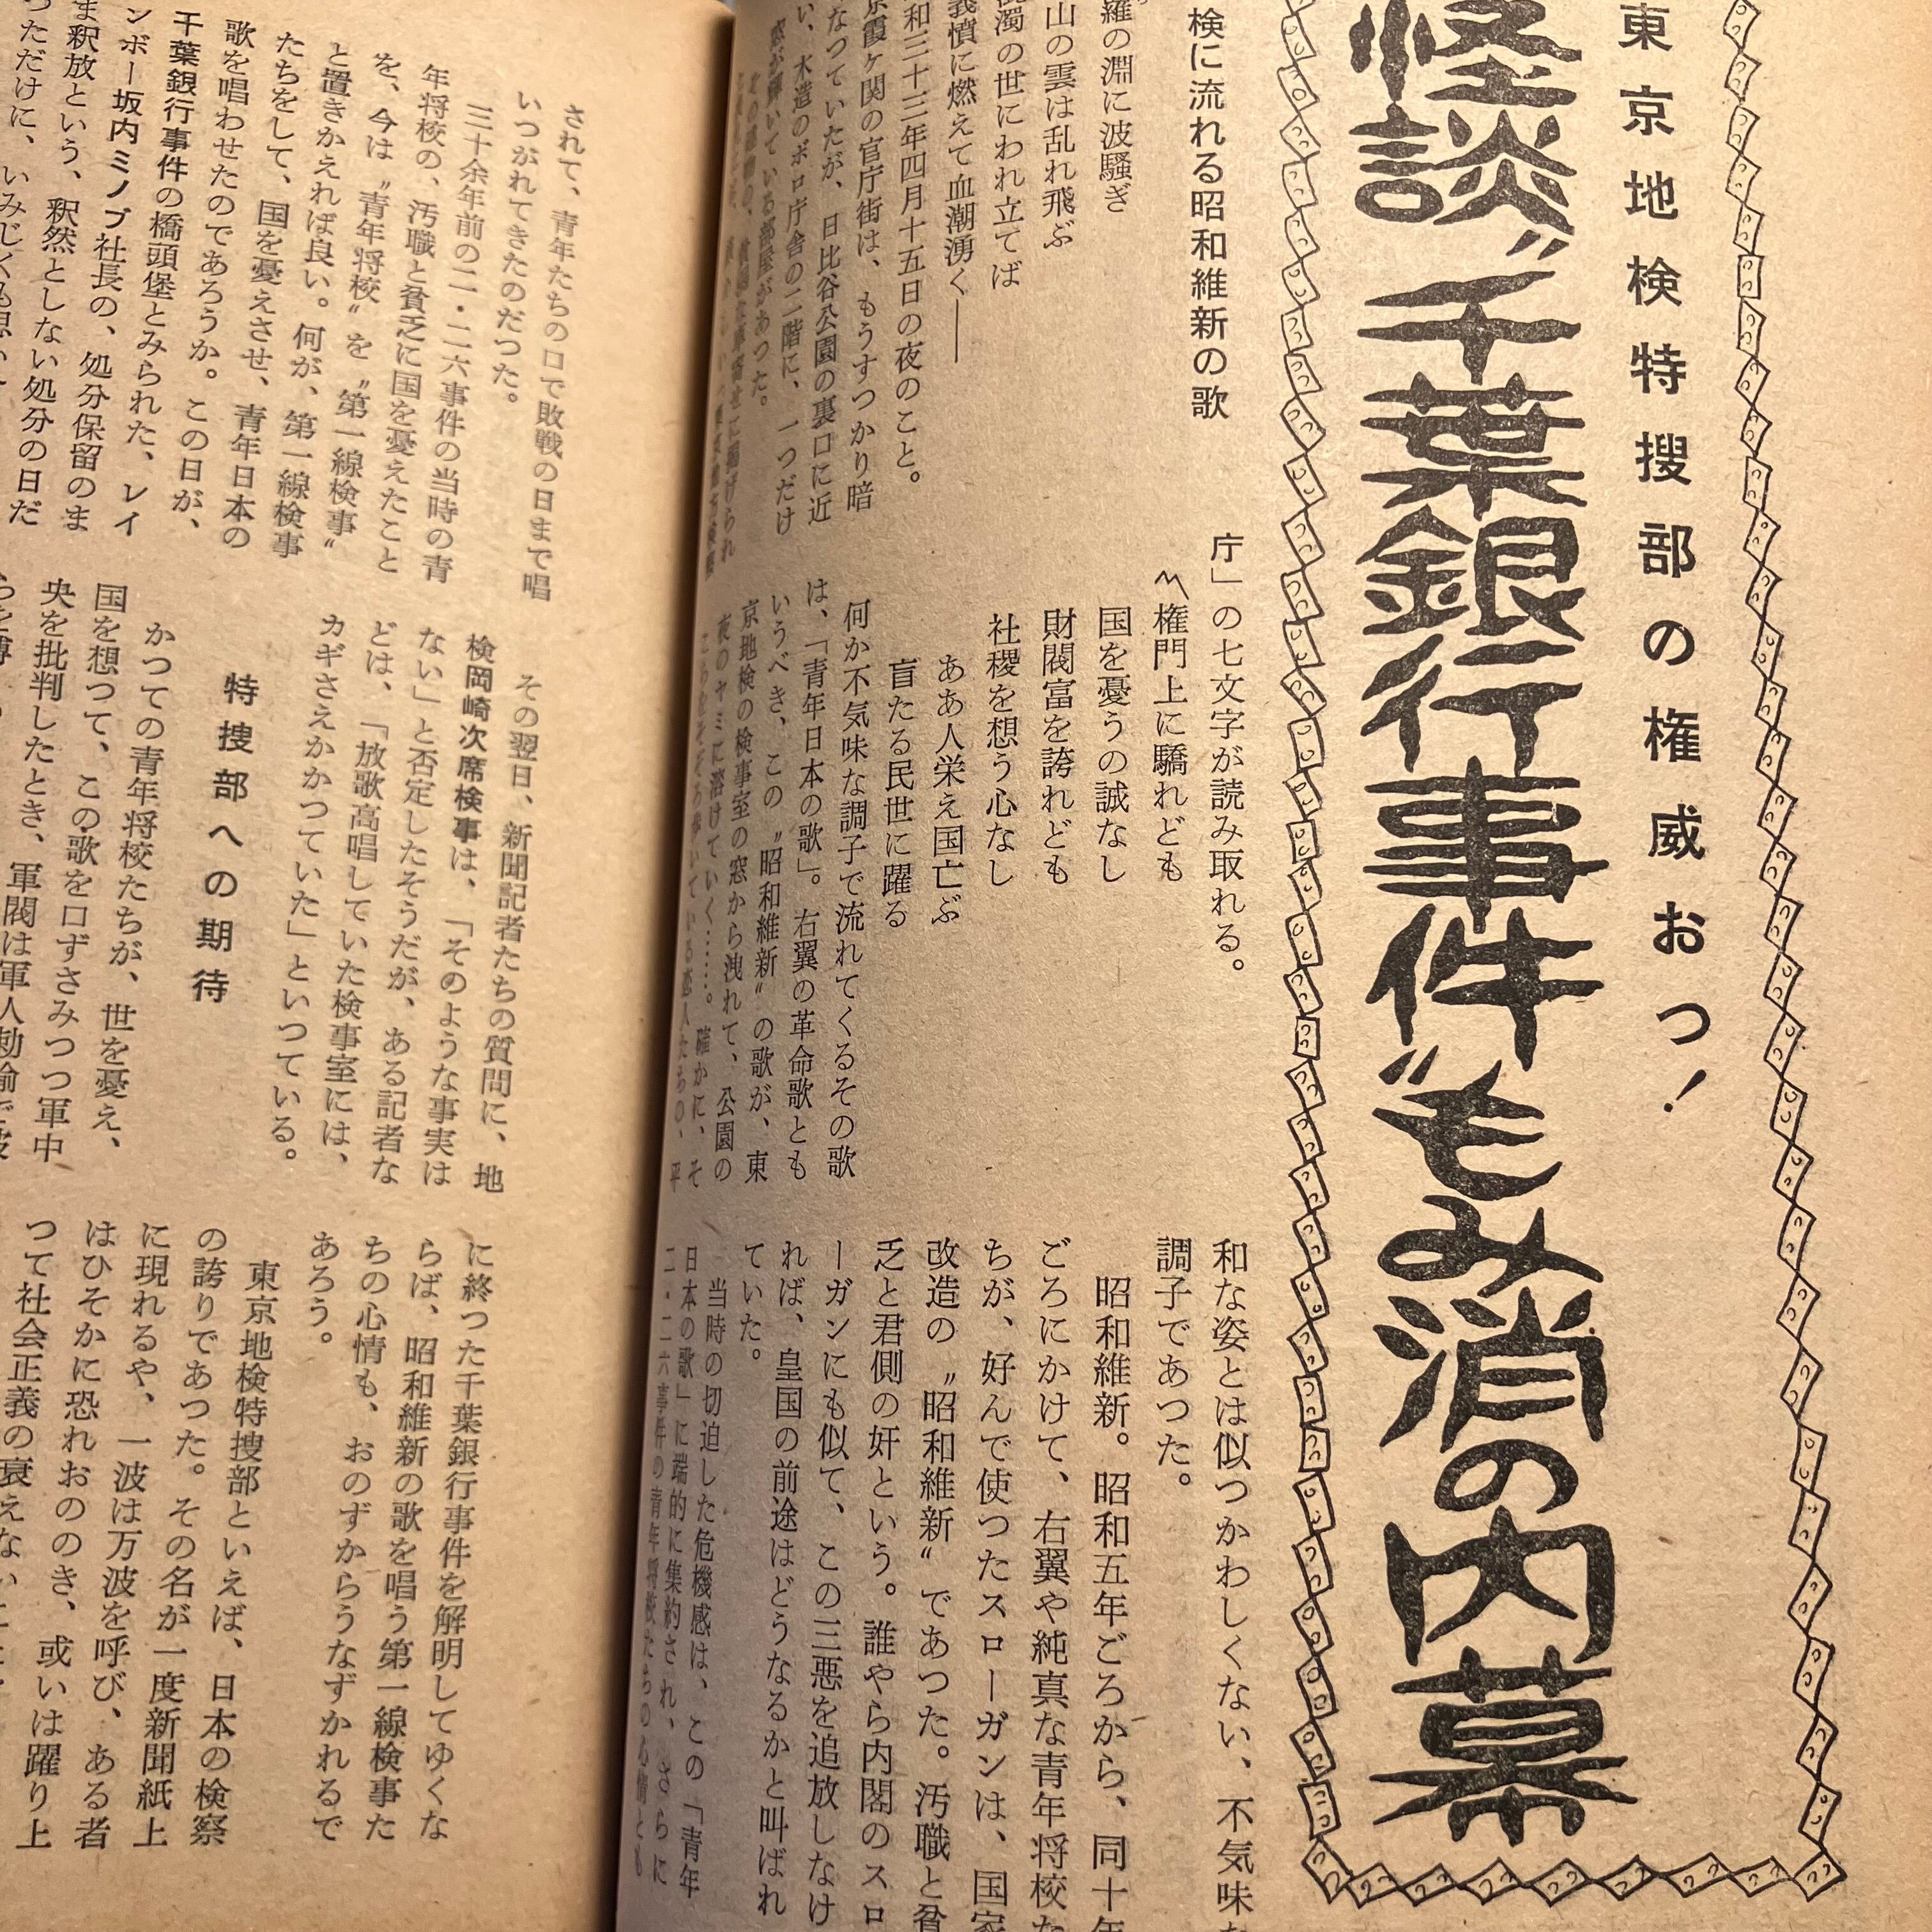 東京地検特捜部の権威おつ！
怪談〝千葉銀行事件〟もみ消の内幕
検に流れる昭和維新の歌
羅の淵に波騒ぎ
山の雲は乱れ飛ぶ
濁の世にわれ立てば
義憤に燃えて血潮湧く――
和三十三年四月十五日の夜のこと。
京霞ヶ関の官庁街は、もうすつかり暗
なつていたが、日比谷公園の裏口に近
い、木造のボロ庁舎の二階に、一つだけ
いる部屋があつた。
庁」の七文字が読み取れる。
〽権門上に驕れども
国を憂うの誠なし
財閥富を誇れども
社稷を想う心なし
ああ人栄え国亡ぶ
盲たる民世に躍る
何か不気味な調子で流れてくるその歌
は、「青年日本の歌」。右翼の革命歌とも
いうべき、この〝昭和維新〟の歌が、東
京地検の検事室の窓から洩れて、公園の
夜のヤミに溶けていく……。確かに、そ
和な姿とは似つかわしくない、不気味な
調子であつた。
昭和維新。昭和五年ごろから、同十年
ごろにかけて、右翼や純真な青年将校た
ちが、好んで使つたスローガンは、国家
改造の〝昭和維新〟であつた。汚職と貧
乏と君側の奸という。誰やら内閣のスロ
ーガンにも似て、この三悪を追放しなけ
れば、皇国の前途はどうなるかと叫ばれ
ていた。
当時の切迫した危機感は、この「青年
日本の歌」に端的に集約され、さらに
二・二六事件の青年将校たちの心情とも
されて、青年たちの口で敗戦の日まで唱
いつがれてきたのだつた。
三十余年前の二・二六事件の当時の青
年将校の、汚職と貧乏に国を憂えたこと
を、今は〝青年将校〟を〝第一線検事〟
と置きかえれば良い。何が、第一線検事
たちをして、国を憂えさせ、青年日本の
歌を唱わせたのであろうか。この日が、
千葉銀行事件の橋頭堡とみられた、レイ
ンボー坂内ミノブ社長の、処分保留のま
ま釈放という、釈然としない処分の日だ
つただけに、いみじくも
その翌日、新聞記者たちの質問に、地
検岡崎次席検事は、「そのような事実は
ない」と否定したそうだが、ある記者な
どは、「放歌高唱していた検事室には、
カギさえかかつていた」といつている。
特捜部への期待
かつての青年将校たちが、世を憂え、
国を想つて、この歌を口ずさみつつ軍中
央を批判したとき、軍閥は軍人勅諭で
に終つた千葉銀行事件を解明してゆくな
らば、昭和維新の歌を唱う第一線検事た
ちの心情も、おのずからうなずかれるで
あろう。
東京地検特捜部といえば、日本の検察
の誇りであつた。その名が一度新聞紙上
に現れるや、一波は万波を呼び、ある者
はひそかに恐れおののき、或いは躍り上
つて社会正義の衰えない